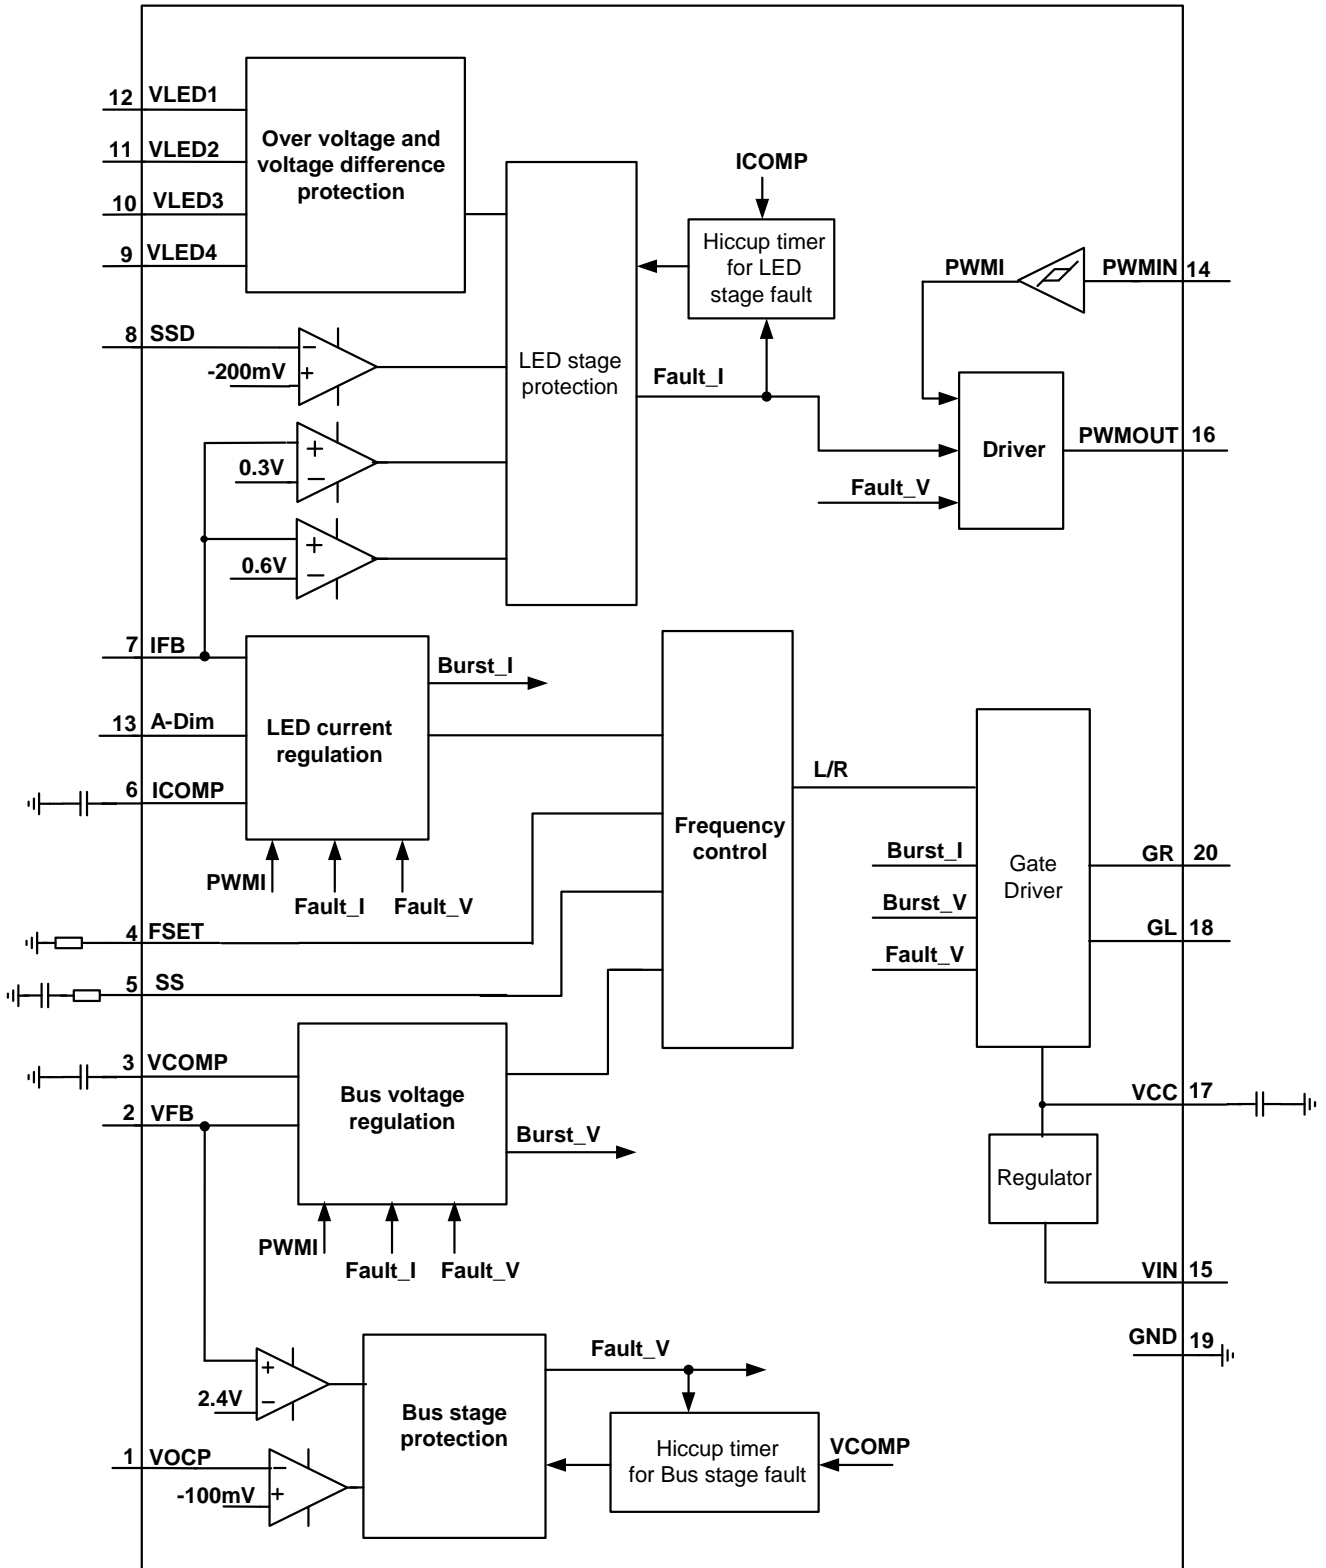 12 VLED1
11 VLED2
10 VLED3
9 VLED4
Over voltage and
voltage difference
protection
8 SSD
-200mV
−
+
+
0.3V
−
+
0.6V
−
LED stage
protection
ICOMP
Hiccup timer
for LED
stage fault
Fault_I
PWMI
PWMIN 14
Driver
PWMOUT 16
Fault_V
7 IFB
13 A-Dim
6 ICOMP
LED current
regulation
Burst_I
PWMI
Fault_I
Fault_V
4 FSET
5 SS
Frequency
control
L/R
Burst_I
Burst_V
Fault_V
Gate
Driver
GR 20
GL 18
3 VCOMP
2 VFB
Bus voltage
regulation
Burst_V
PWMI
Fault_I
Fault_V
VCC 17
Regulator
VIN 15
GND 19
+
2.4V
−
1 VOCP
−
-100mV
+
Bus stage
protection
Fault_V
Hiccup timer
for Bus stage fault
VCOMP